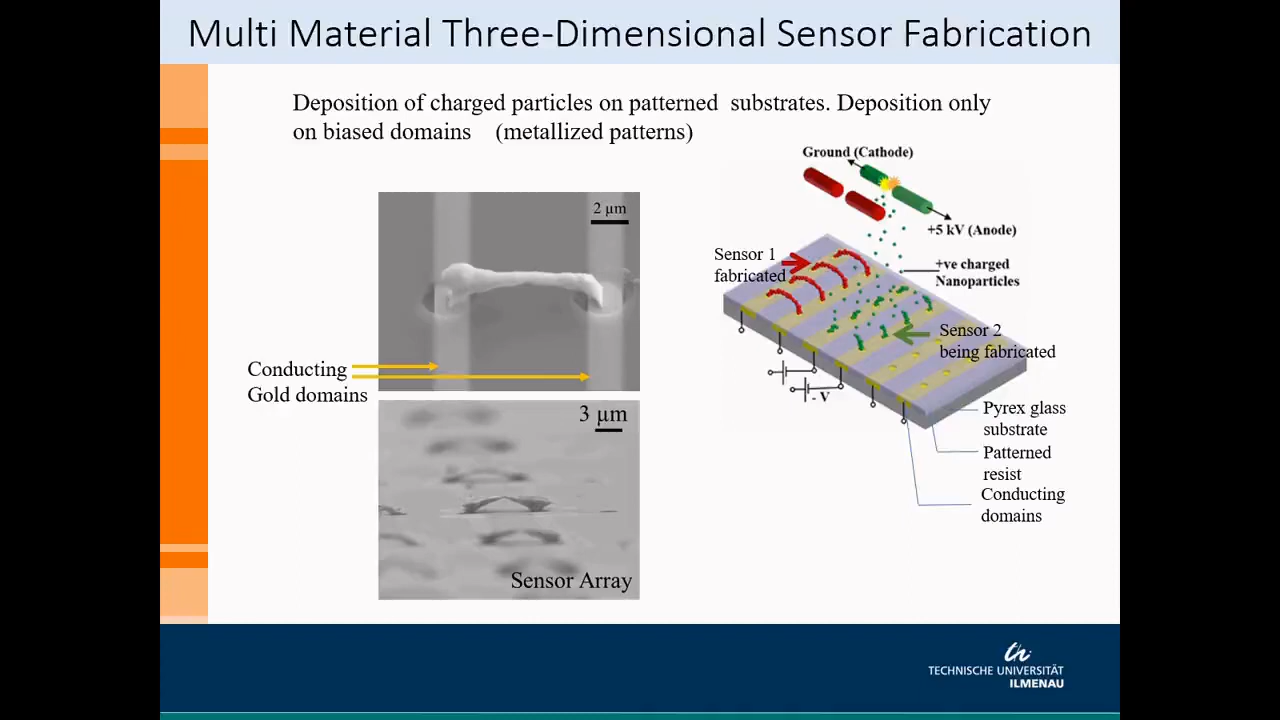 Multi Material Three-Dimensional Sensor Fabrication
Deposition of charged particles on patterned substrates. Deposition only
on biased domains (metallized patterns)
2 µm
Conducting
Gold domains
3 µm
Sensor Array
Ground (Cathode)
+5 kV (Anode)
Sensor 1
fabricated
+ve charged
Nanoparticles
Sensor 2
being fabricated
- V
Pyrex glass
substrate
Patterned
resist
Conducting
domains
th
TECHNISCHE UNIVERSITÄT
ILMENAU